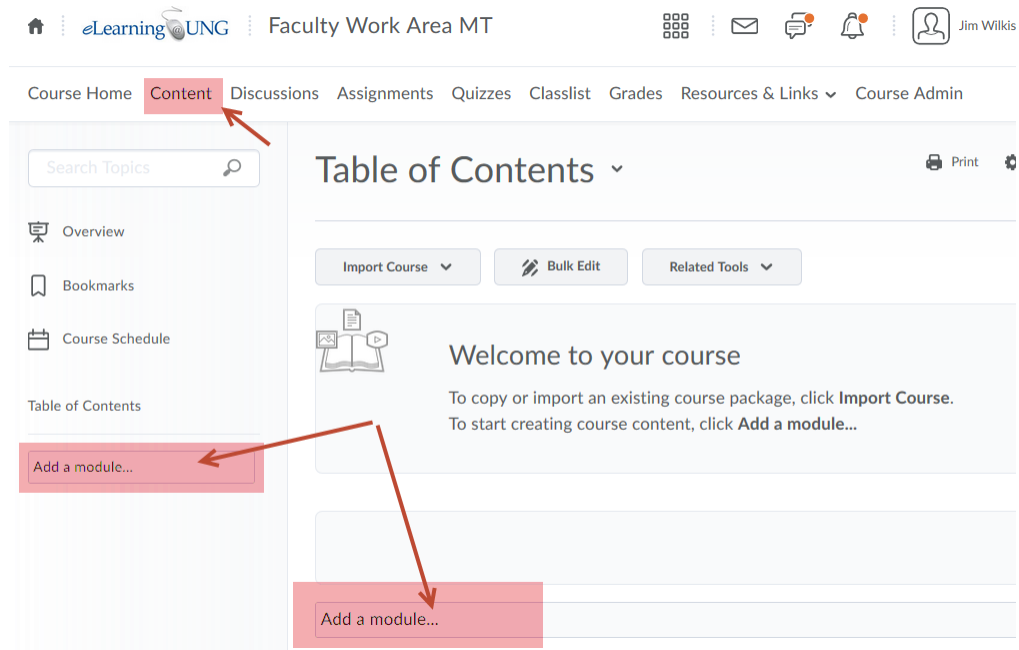 eLearning@UNG Faculty Work Area MT Jim Wilkis
Course Home Content Discussions Assignments Quizzes Classlist Grades Resources & Links Course Admin
Search Topics
Table of Contents
Print
Overview
Bookmarks
Course Schedule
Table of Contents
Add a module...
Import Course Bulk Edit Related Tools
Welcome to your course
To copy or import an existing course package, click Import Course.
To start creating course content, click Add a module...
Add a module...